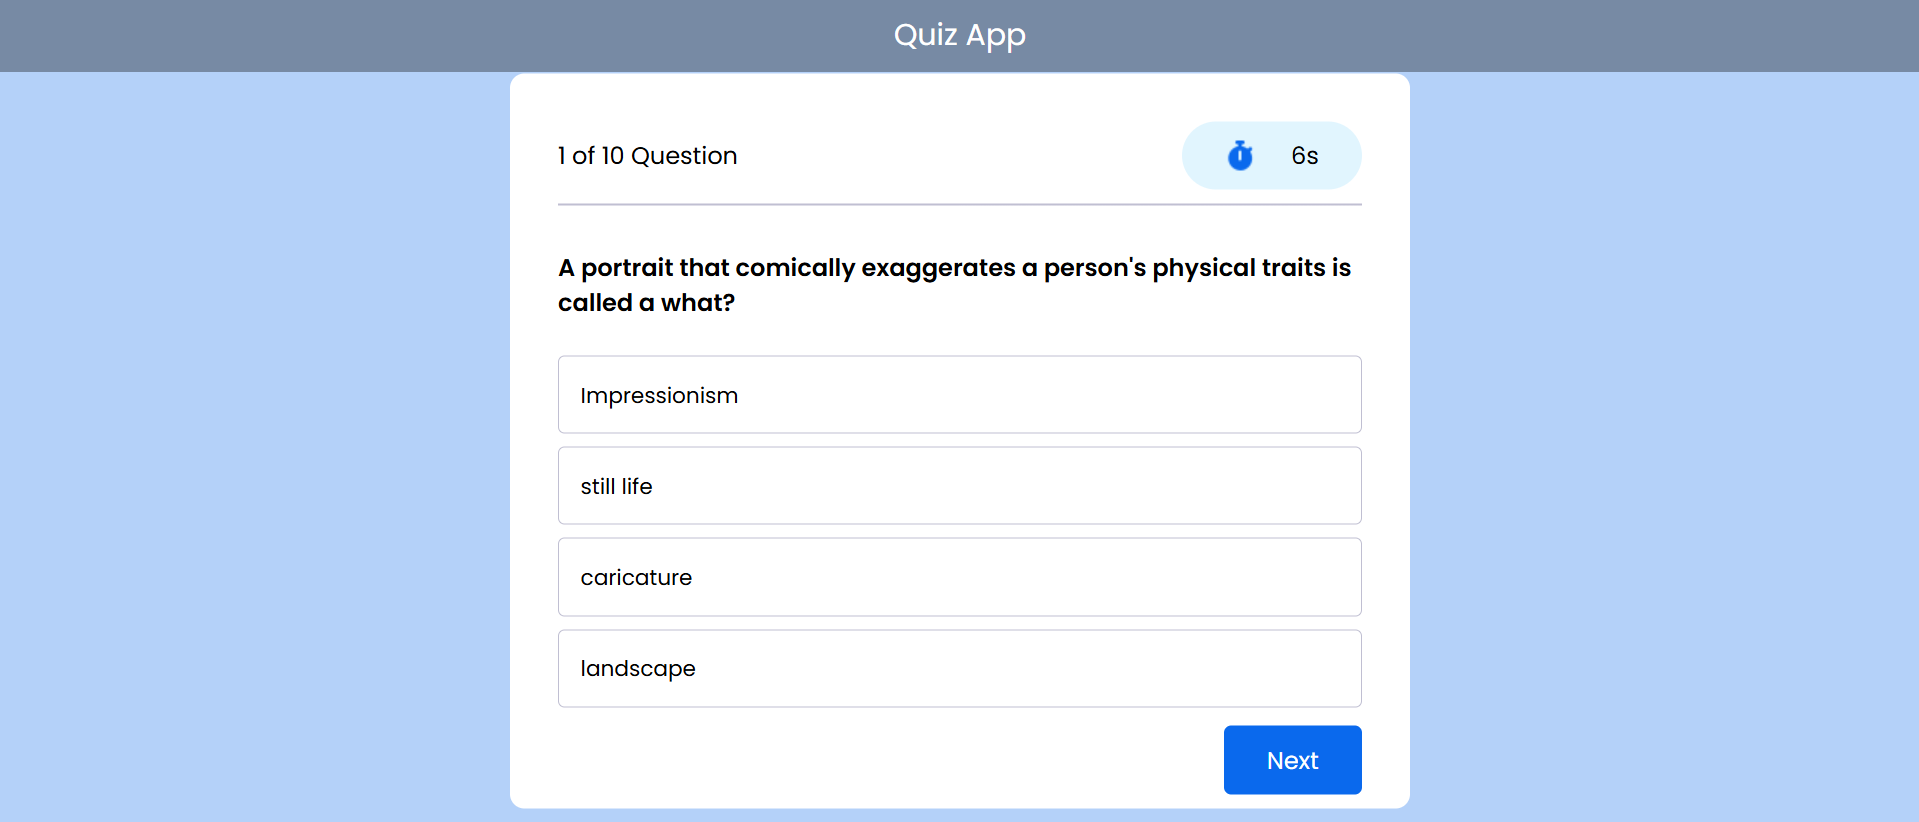 Quiz App
1 of 10 Question
6s
A portrait that comically exaggerates a person's physical traits is
called a what?
Impressionism
still life
caricature
landscape
Next